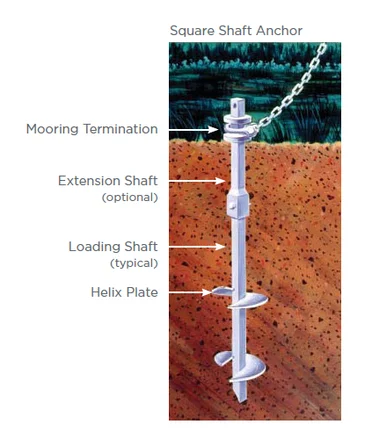 Square Shaft Anchor
Mooring Termination
Extension Shaft
(optional)
Loading Shaft
(typical)
Helix Plate